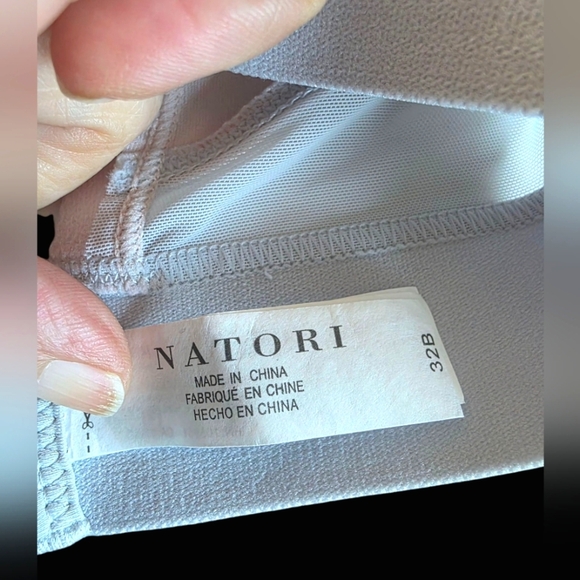 NATORI
MADE IN CHINA
FABRIQUÉ EN CHINE
HECHO EN CHINA
32B